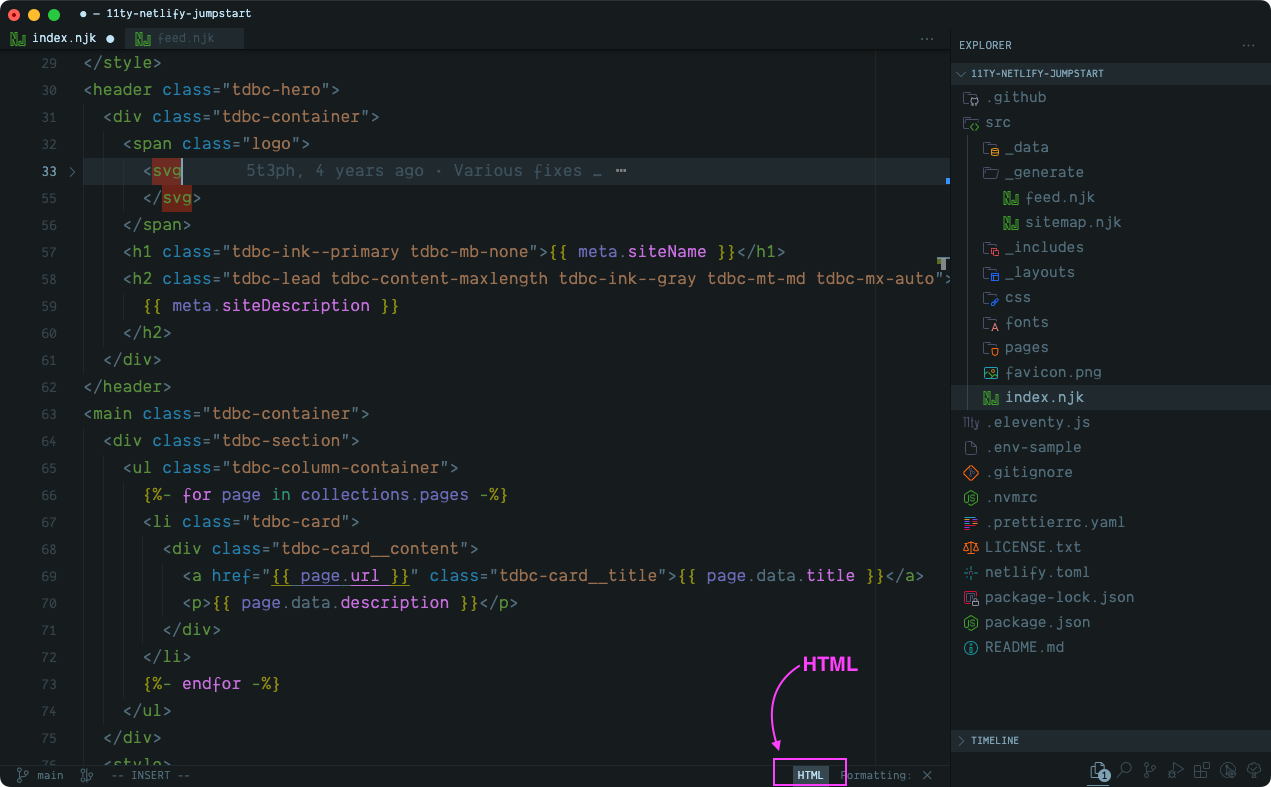 ● — 11ty-netlify-jumpstart
index.njk ●
feed.njk
···
29 </style>
30 <header class="tdbc-hero">
31 <div class="tdbc-container">
32 <span class="logo">
33 <svg 5t3ph, 4 years ago · Various fixes … ···
55 </svg>
56 </span>
57 <h1 class="tdbc-ink--primary tdbc-mb-none">{{ meta.siteName }}</h1>
58 <h2 class="tdbc-lead tdbc-content-maxlength tdbc-ink--gray tdbc-mt-md tdbc-mx-auto">
59 {{ meta.siteDescription }}
60 </h2>
61 </div>
62 </header>
63 <main class="tdbc-container">
64 <div class="tdbc-section">
65 <ul class="tdbc-column-container">
66 {%- for page in collections.pages -%}
67 <li class="tdbc-card">
68 <div class="tdbc-card__content">
69 <a href="{{ page.url }}" class="tdbc-card__title">{{ page.data.title }}</a>
70 <p>{{ page.data.description }}</p>
71 </div>
72 </li>
73 {%- endfor -%}
74 </ul>
75 </div>
76 <style>
HTML
main
-- INSERT --
HTML
Formatting: ×
EXPLORER ···
11TY-NETLIFY-JUMPSTART
.github
src
_data
_generate
feed.njk
sitemap.njk
_includes
_layouts
css
fonts
pages
favicon.png
index.njk
11ty .eleventy.js
.env-sample
.gitignore
.nvmrc
.prettierrc.yaml
LICENSE.txt
netlify.toml
package-lock.json
package.json
README.md
TIMELINE
1